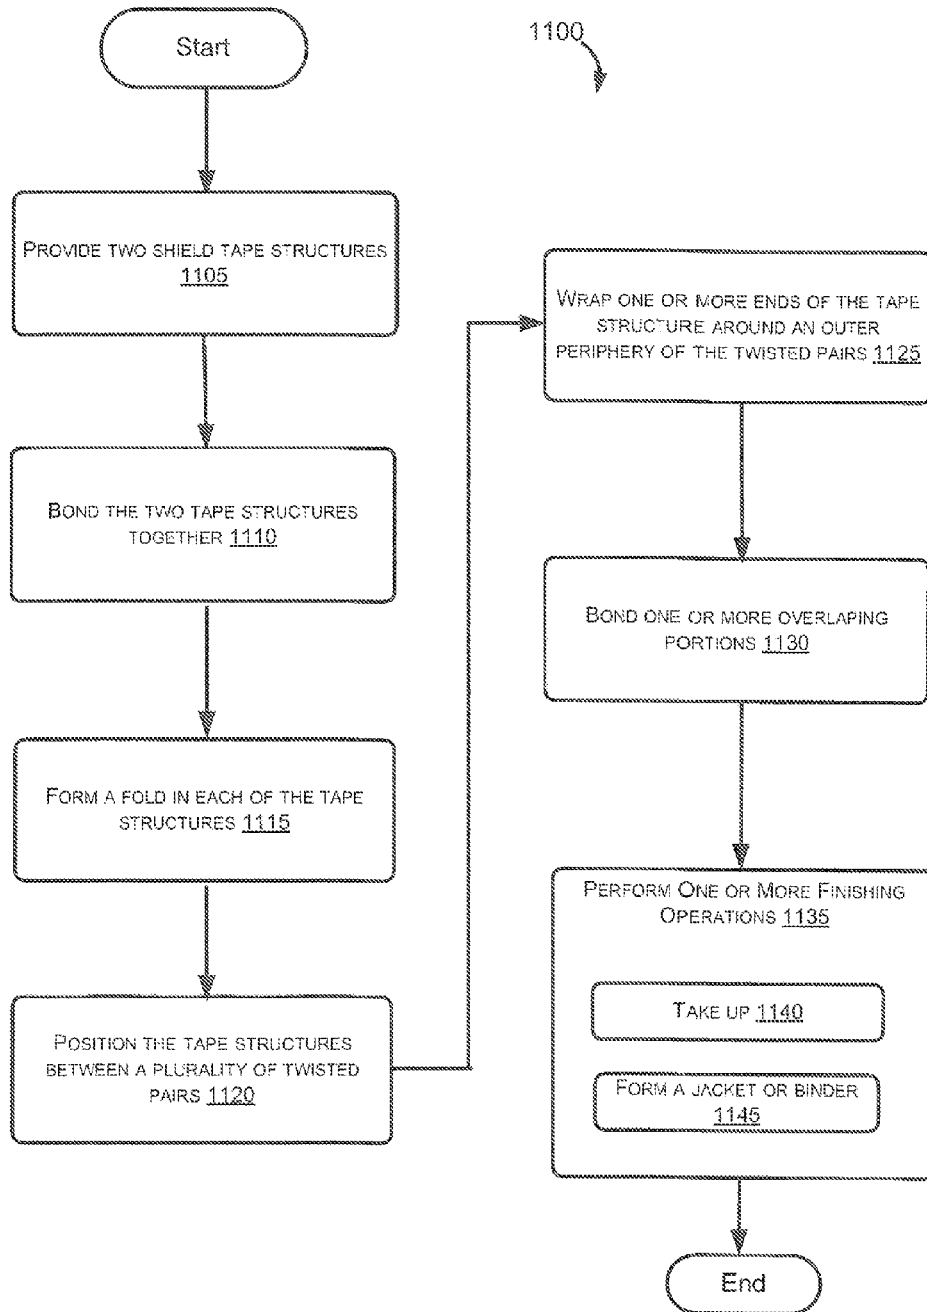 Start
1100
PROVIDE TWO SHIELD TAPE STRUCTURES
1105
BOND THE TWO TAPE STRUCTURES
TOGETHER 1110
FORM A FOLD IN EACH OF THE TAPE
STRUCTURES 1115
POSITION THE TAPE STRUCTURES
BETWEEN A PLURALITY OF TWISTED
PAIRS 1120
WRAP ONE OR MORE ENDS OF THE TAPE
STRUCTURE AROUND AN OUTER
PERIPHERY OF THE TWISTED PAIRS 1125
BOND ONE OR MORE OVERLAPING
PORTIONS 1130
PERFORM ONE OR MORE FINISHING
OPERATIONS 1135
TAKE UP 1140
FORM A JACKET OR BINDER
1145
End